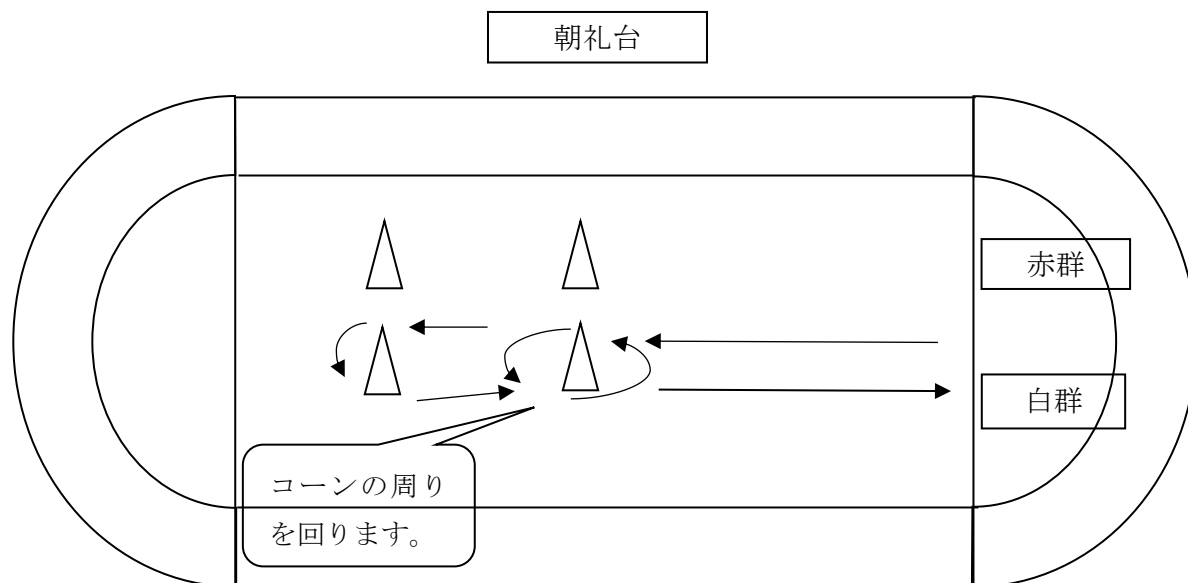 朝礼台
赤群
白群
コーンの周り
を回ります。